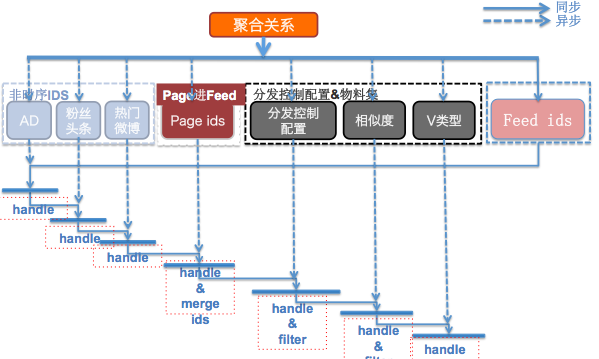 同步
异步
聚合关系
非时序IDS
Page进Feed
分发控制配置&物料集
AD
粉丝
头条
热门
微博
Page ids
分发控制
配置
相似度
V类型
Feed ids
handle
handle
handle
handle
&
merge
ids
handle
&
filter
handle
&
handle